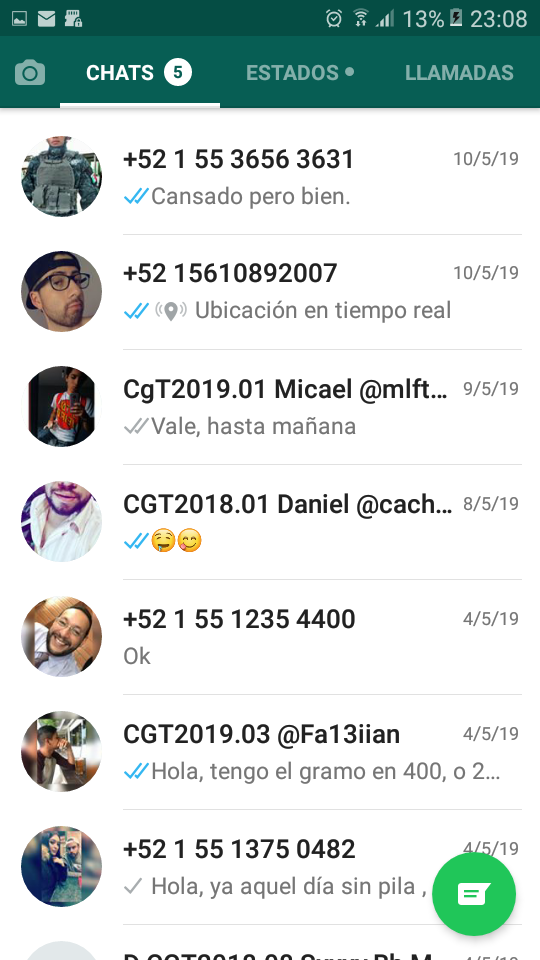 13% 23:08
CHATS 5 ESTADOS LLAMADAS
+52 1 55 3656 3631 10/5/19
Cansado pero bien.
+52 15610892007 10/5/19
Ubicación en tiempo real
CgT2019.01 Micael @mlft... 9/5/19
Vale, hasta mañana
CGT2018.01 Daniel @cach... 8/5/19
🤤😋
+52 1 55 1235 4400 4/5/19
Ok
CGT2019.03 @Fa13iian 4/5/19
Hola, tengo el gramo en 400, o 2...
+52 1 55 1375 0482 4/5/19
Hola, ya aquel día sin pila ,